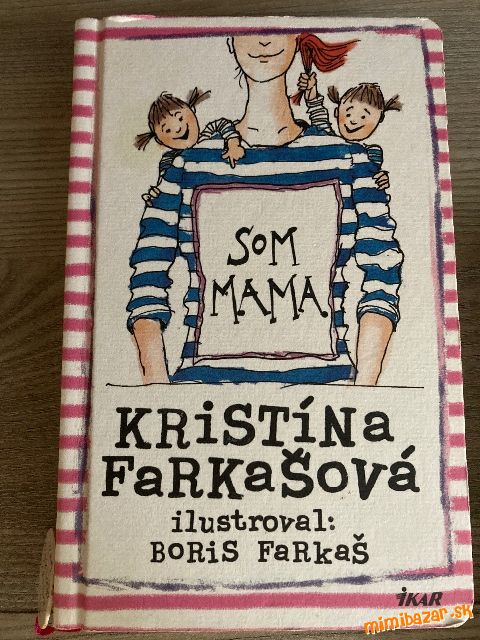 SOM
MAMA
KRiSTÍNa
FaRKaŠOVá
ilustroval:
BORiS FaRKaŠ
iKAR
mimibazar.sk